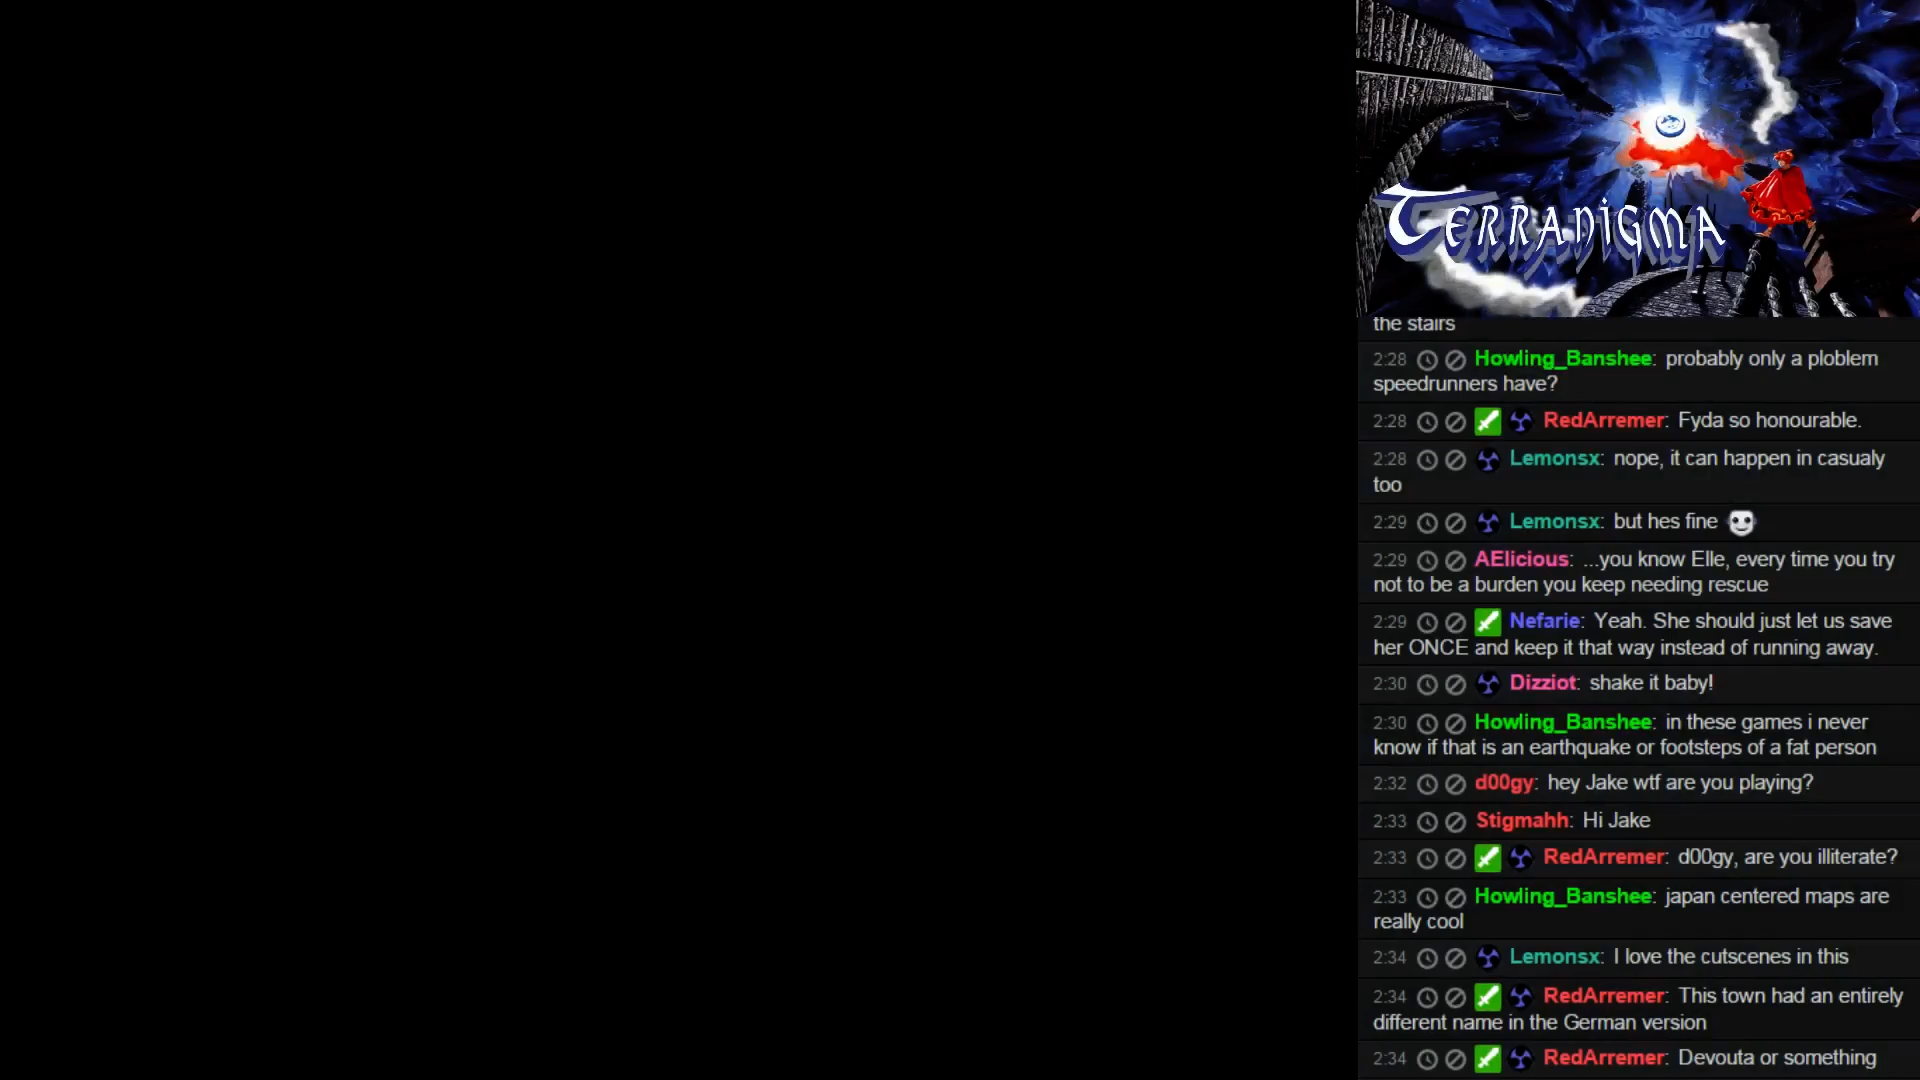 TERRANIGMA
the stairs
2:28 Howling_Banshee: probably only a ploblem
speedrunners have?
2:28 RedArremer: Fyda so honourable.
2:28 Lemonsx: nope, it can happen in casualy
too
2:29 Lemonsx: but hes fine
2:29 AElicious: ...you know Elle, every time you try
not to be a burden you keep needing rescue
2:29 Nefarie: Yeah. She should just let us save
her ONCE and keep it that way instead of running away.
2:30 Dizziot: shake it baby!
2:30 Howling_Banshee: in these games i never
know if that is an earthquake or footsteps of a fat person
2:32 d00gy: hey Jake wtf are you playing?
2:33 Stigmahh: Hi Jake
2:33 RedArremer: d00gy, are you illiterate?
2:33 Howling_Banshee: japan centered maps are
really cool
2:34 Lemonsx: I love the cutscenes in this
2:34 RedArremer: This town had an entirely
different name in the German version
2:34 RedArremer: Devouta or something